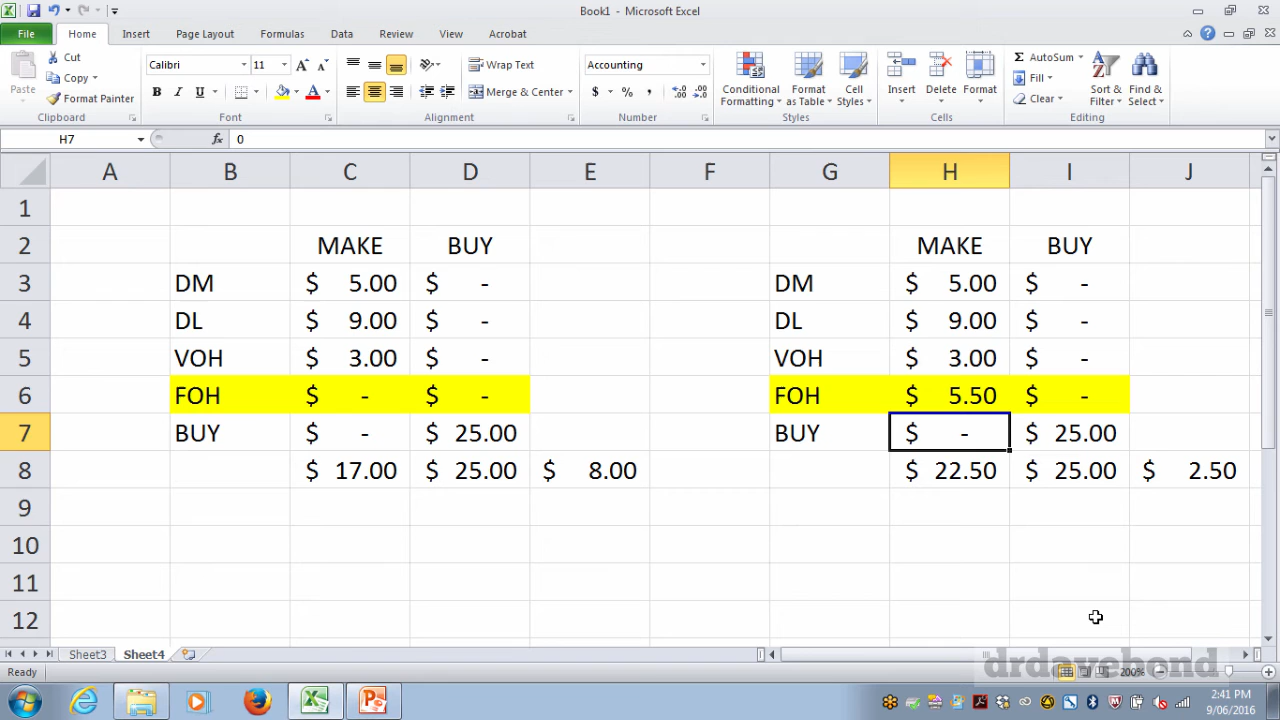 Book1 - Microsoft Excel
File Home Insert Page Layout Formulas Data Review View Acrobat
Paste
Cut
Copy
Format Painter
Clipboard
Calibri 11
B I U
Font
Wrap Text
Merge & Center
Alignment
Accounting
$ % ,
Number
Conditional Formatting
Format as Table
Cell Styles
Styles
Insert Delete Format
Cells
AutoSum
Fill
Clear
Sort & Filter
Find & Select
Editing
H7 fx 0
A B C D E F G H I J
1
2 MAKE BUY MAKE BUY
3 DM $ 5.00 $ - DM $ 5.00 $ -
4 DL $ 9.00 $ - DL $ 9.00 $ -
5 VOH $ 3.00 $ - VOH $ 3.00 $ -
6 FOH $ - $ - FOH $ 5.50 $ -
7 BUY $ - $ 25.00 BUY $ - $ 25.00
8 $ 17.00 $ 25.00 $ 8.00 $ 22.50 $ 25.00 $ 2.50
9
10
11
12
Sheet3 Sheet4
Ready drdavebond 200%
2:41 PM
9/06/2016